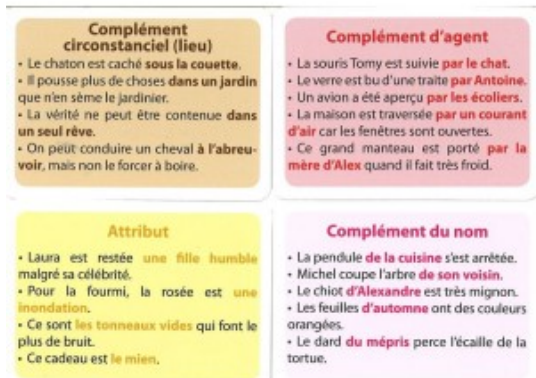 Complément
circonstanciel (lieu)
• Le chaton est caché sous la couette.
• Il pousse plus de choses dans un jardin
que n'en sème le jardinier.
• La vérité ne peut être contenue dans
un seul rêve.
• On peut conduire un cheval à l'abreu-
voir, mais non le forcer à boire.
Complément d'agent
• La souris Tomy est suivie par le chat.
• Le verre est bu d'une traite par Antoine.
• Un avion a été aperçu par les écoliers.
• La maison est traversée par un courant
d'air car les fenêtres sont ouvertes.
• Ce grand manteau est porté par la
mère d'Alex quand il fait très froid.
Attribut
• Laura est restée une fille humble
malgré sa célébrité.
• Pour la fourmi, la rosée est une
inondation.
• Ce sont les tonneaux vides qui font le
plus de bruit.
• Ce cadeau est le mien.
Complément du nom
• La pendule de la cuisine s'est arrêtée.
• Michel coupe l'arbre de son voisin.
• Le chiot d'Alexandre est très mignon.
• Les feuilles d'automne ont des couleurs
orangées.
• Le dard du mépris perce l'écaille de la
tortue.